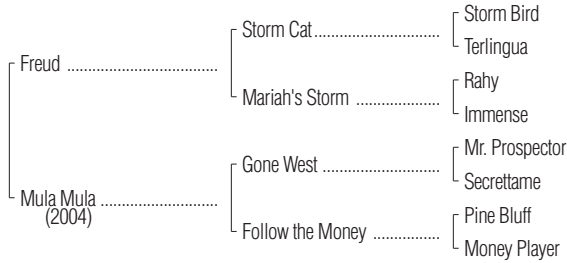 Storm Bird
Storm Cat
Terlingua
Freud
Rahy
Mariah's Storm
Immense
Mr. Prospector
Gone West
Secrettame
Mula Mula
(2004)
Pine Bluff
Follow the Money
Money Player